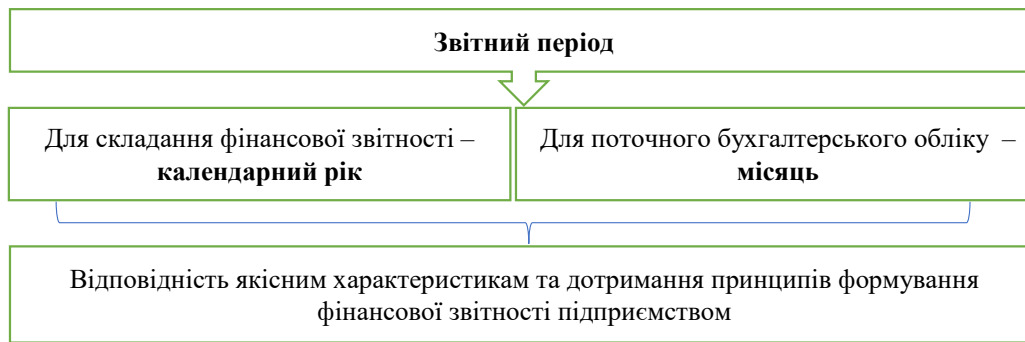 Звітний період
Для складання фінансової звітності –
календарний рік
Для поточного бухгалтерського обліку –
місяць
Відповідність якісним характеристикам та дотримання принципів формування
фінансової звітності підприємством